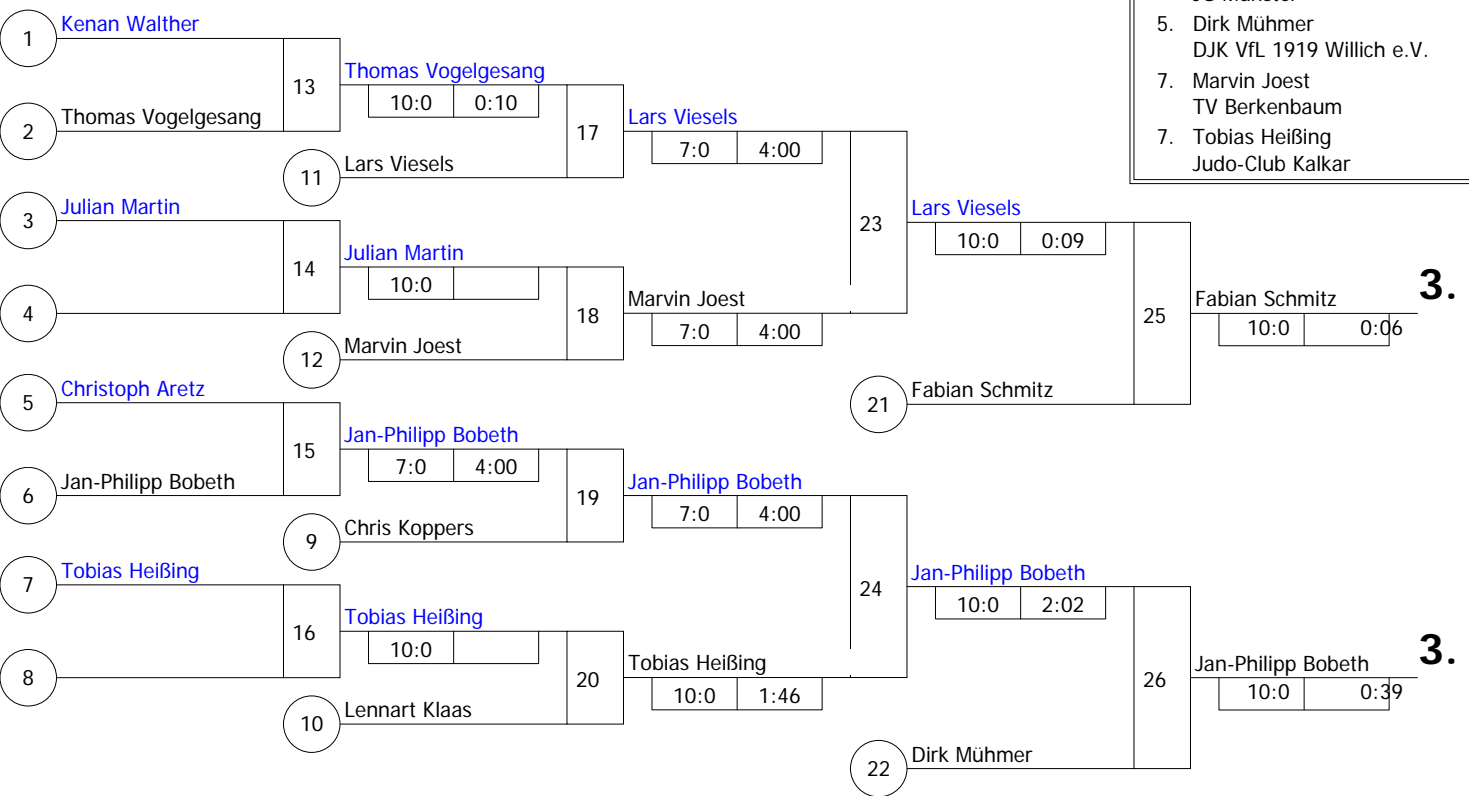 5. Dirk Mühmer
DJK VfL 1919 Willich e.V.
7. Marvin Joest
TV Berkenbaum
7. Tobias Heißing
Judo-Club Kalkar
1 Kenan Walther
2 Thomas Vogelgesang
13
Thomas Vogelgesang
10:0 0:10
11 Lars Viesels
17
Lars Viesels
7:0 4:00
3 Julian Martin
4
14
Julian Martin
10:0
12 Marvin Joest
18
Marvin Joest
7:0 4:00
23
Lars Viesels
10:0 0:09
21 Fabian Schmitz
25
Fabian Schmitz
10:0 0:06
3.
5 Christoph Aretz
6 Jan-Philipp Bobeth
15
Jan-Philipp Bobeth
7:0 4:00
9 Chris Koppers
19
Jan-Philipp Bobeth
7:0 4:00
7 Tobias Heißing
8
16
Tobias Heißing
10:0
10 Lennart Klaas
20
Tobias Heißing
10:0 1:46
24
Jan-Philipp Bobeth
10:0 2:02
22 Dirk Mühmer
26
Jan-Philipp Bobeth
10:0 0:39
3.